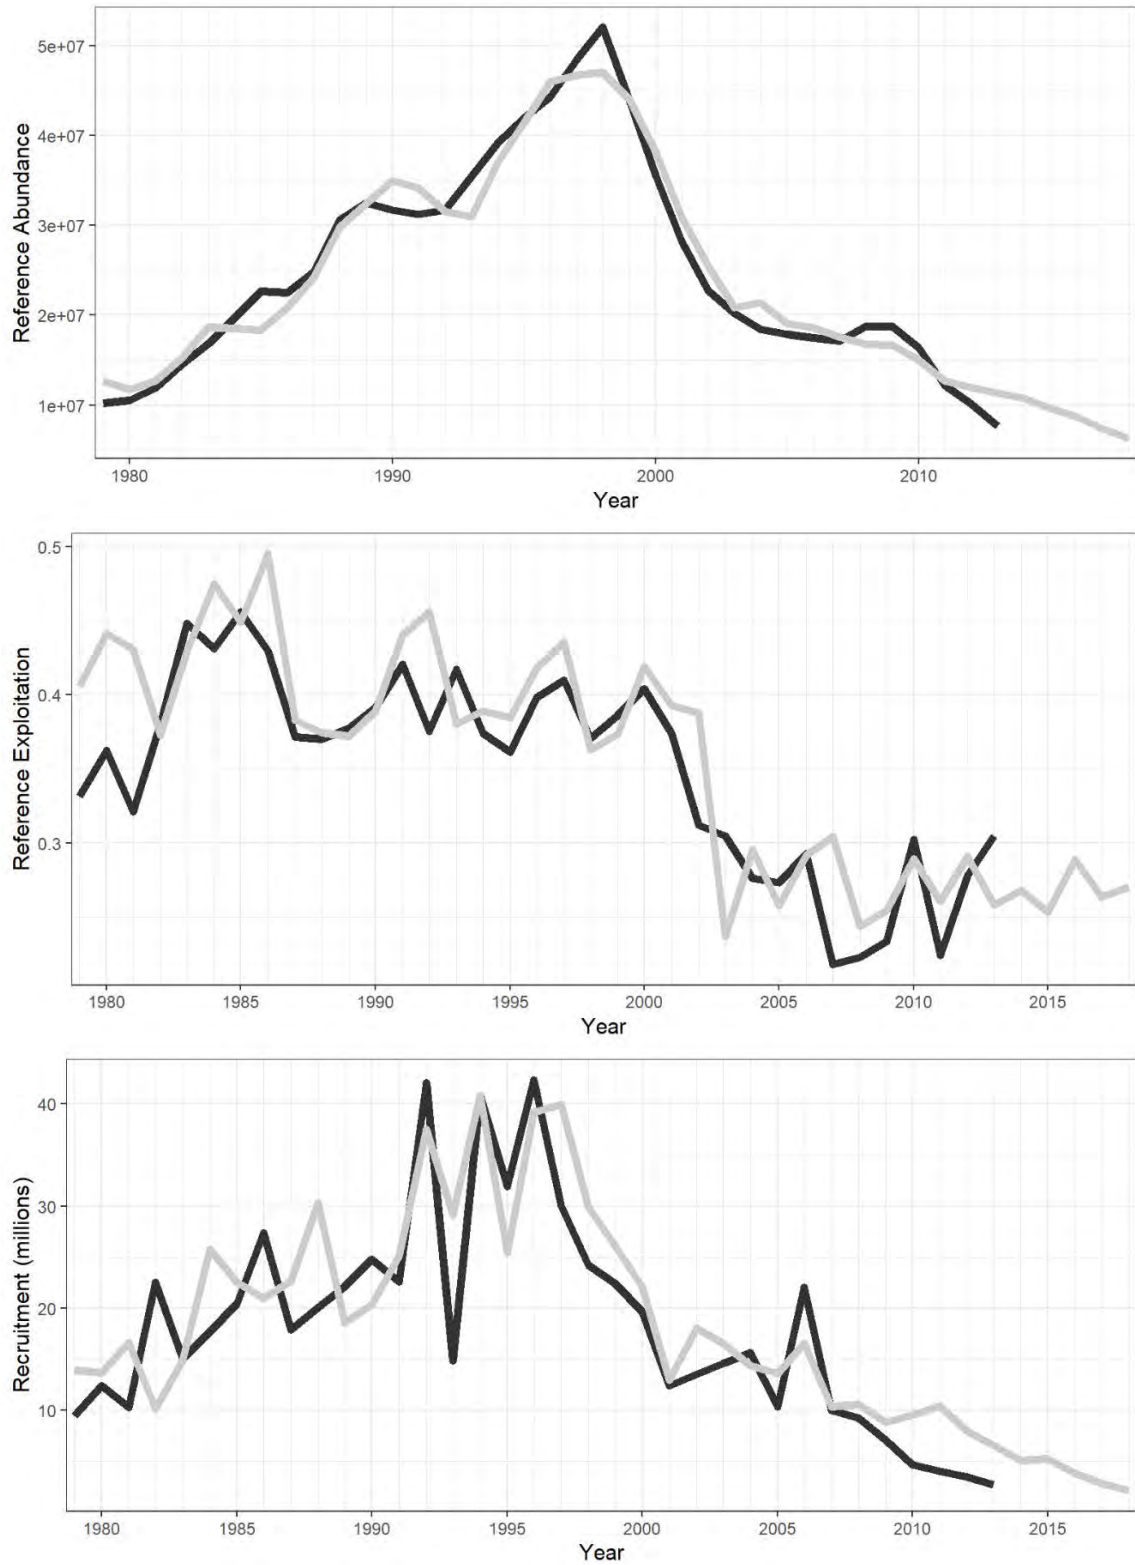 5e+07
4e+07
3e+07
2e+07
1e+07
Reference Abundance
1980 1990 2000 2010
Year
0.5
0.4
0.3
Reference Exploitation
1980 1985 1990 1995 2000 2005 2010 2015
Year
40
30
20
10
Recruitment (millions)
1980 1985 1990 1995 2000 2005 2010 2015
Year